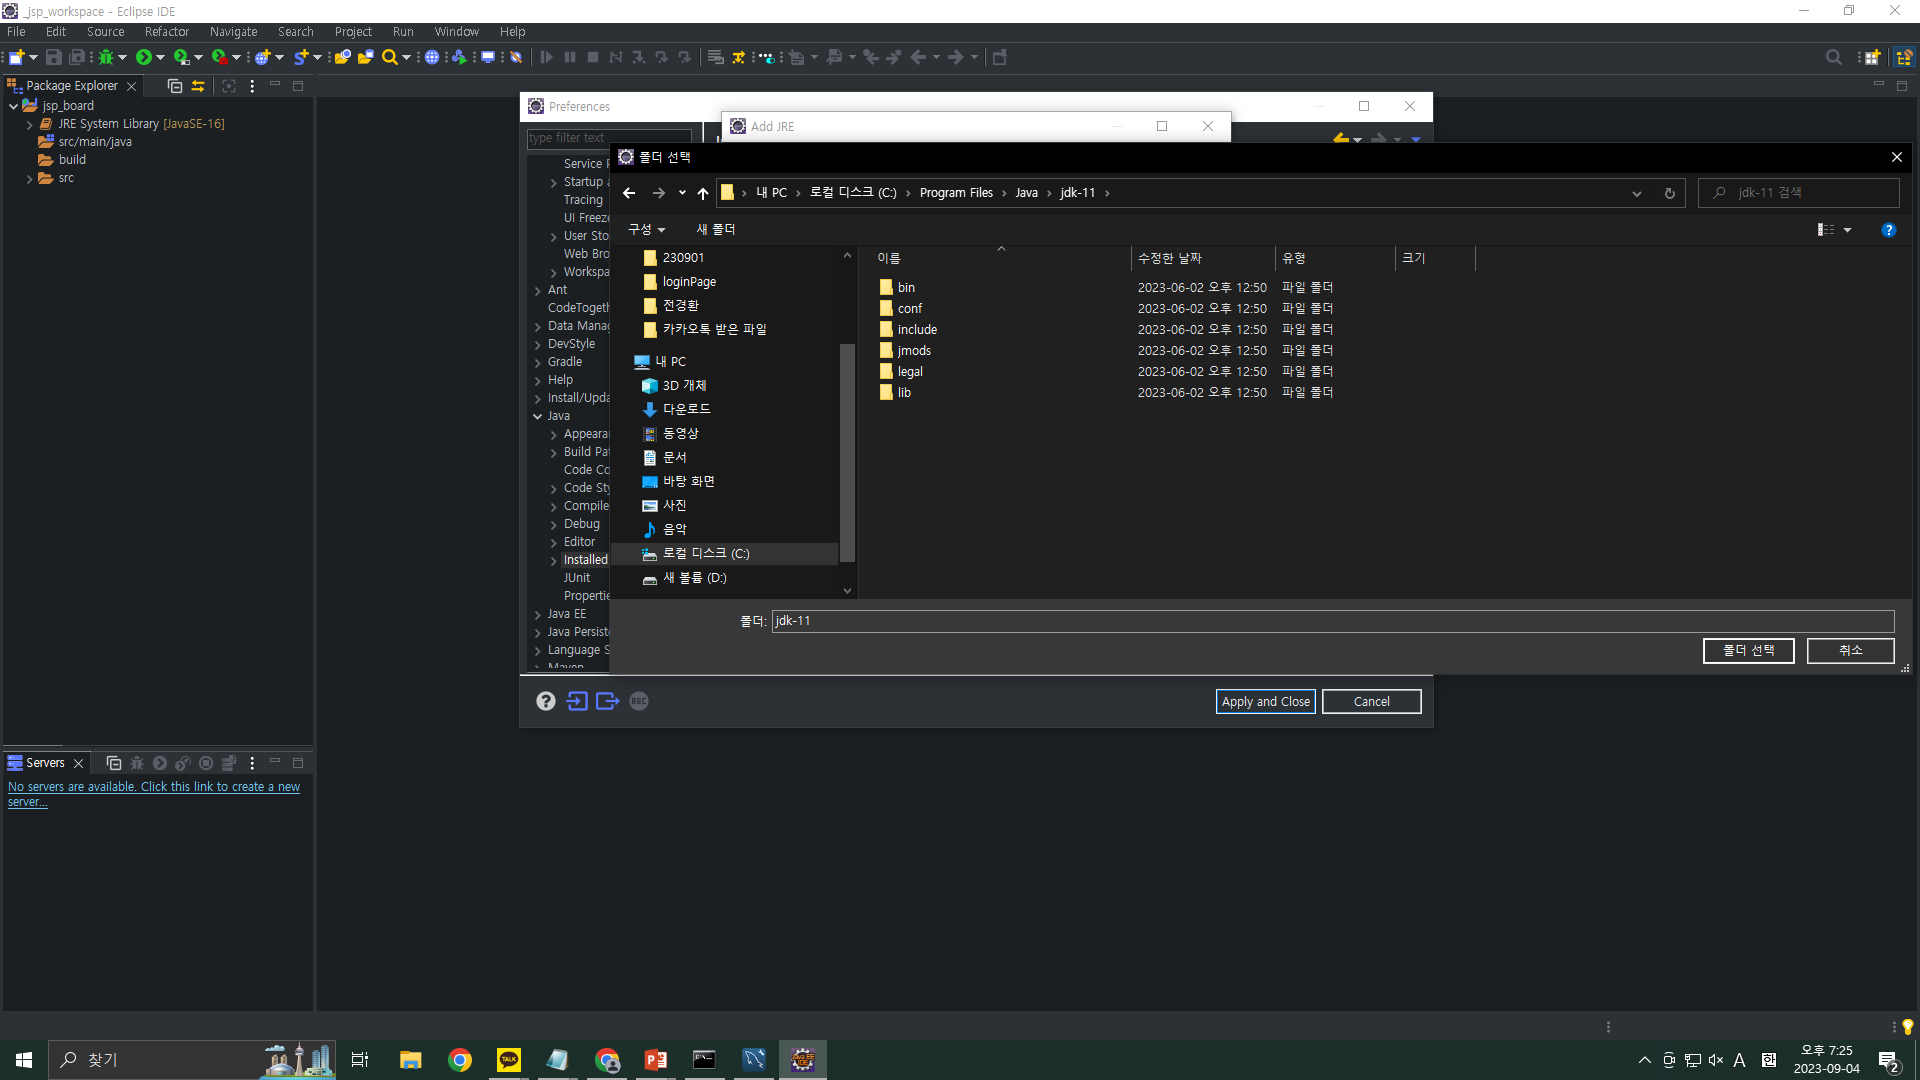 _jsp_workspace - Eclipse IDE
File Edit Source Refactor Navigate Search Project Run Window Help
Package Explorer
jsp_board
JRE System Library [JavaSE-16]
src/main/java
build
src
Preferences
type filter text
Service
Startup
Tracing
UI Freeze
User Sto
Web Bro
Workspa
Ant
CodeTogeth
Data Manag
DevStyle
Gradle
Help
Install/Upda
Java
Appearan
Build Pat
Code Co
Code Sty
Compile
Debug
Editor
Installed
JUnit
Propertie
Java EE
Java Persist
Language S
Maven
Add JRE
폴더 선택
내 PC
로컬 디스크 (C:)
Program Files
Java
jdk-11
jdk-11 검색
구성
새 폴더
230901
loginPage
전경환
카카오톡 받은 파일
내 PC
3D 개체
다운로드
동영상
문서
바탕 화면
사진
음악
로컬 디스크 (C:)
새 볼륨 (D:)
이름 수정한 날짜 유형 크기
bin 2023-06-02 오후 12:50 파일 폴더
conf 2023-06-02 오후 12:50 파일 폴더
include 2023-06-02 오후 12:50 파일 폴더
jmods 2023-06-02 오후 12:50 파일 폴더
legal 2023-06-02 오후 12:50 파일 폴더
lib 2023-06-02 오후 12:50 파일 폴더
폴더: jdk-11
폴더 선택 취소
REC
Apply and Close Cancel
Servers
No servers are available. Click this link to create a new
server...
찾기
TALK
A
오후 7:25
2023-09-04
2